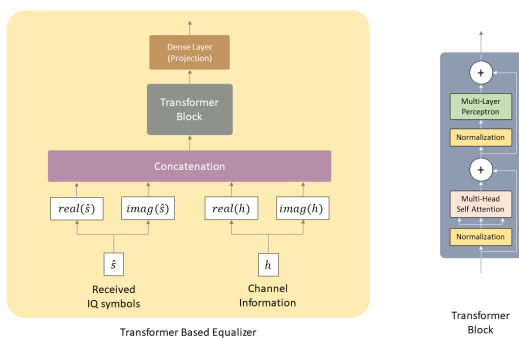 Dense Layer
(Projection)
Transformer
Block
Concatenation
real(ŝ)
imag(ŝ)
real(h)
imag(h)
ŝ
h
Received
IQ symbols
Channel
Information
Transformer Based Equalizer
+
Multi-Layer
Perceptron
Normalization
+
Multi-Head
Self Attention
Normalization
Transformer
Block